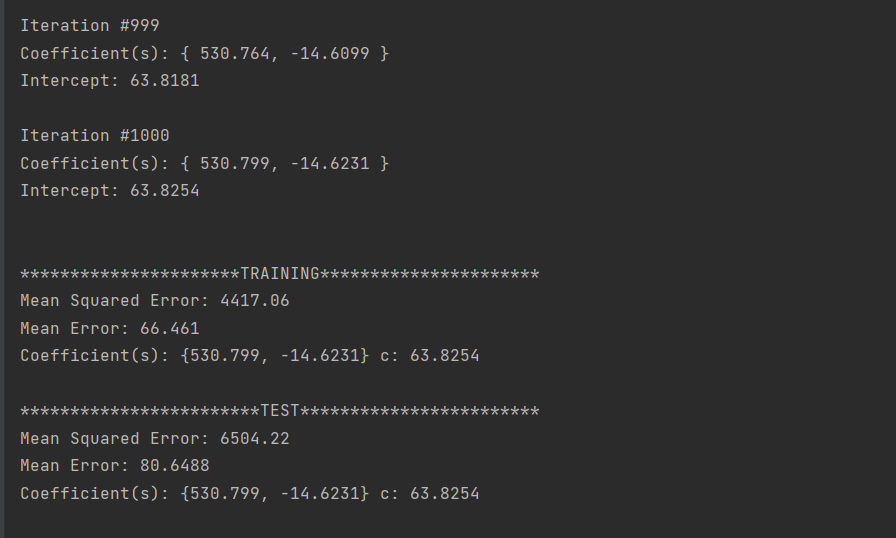 Iteration #999
Coefficient(s): { 530.764, -14.6099 }
Intercept: 63.8181
Iteration #1000
Coefficient(s): { 530.799, -14.6231 }
Intercept: 63.8254
**********************TRAINING**********************
Mean Squared Error: 4417.06
Mean Error: 66.461
Coefficient(s): {530.799, -14.6231} c: 63.8254
************************TEST************************
Mean Squared Error: 6504.22
Mean Error: 80.6488
Coefficient(s): {530.799, -14.6231} c: 63.8254